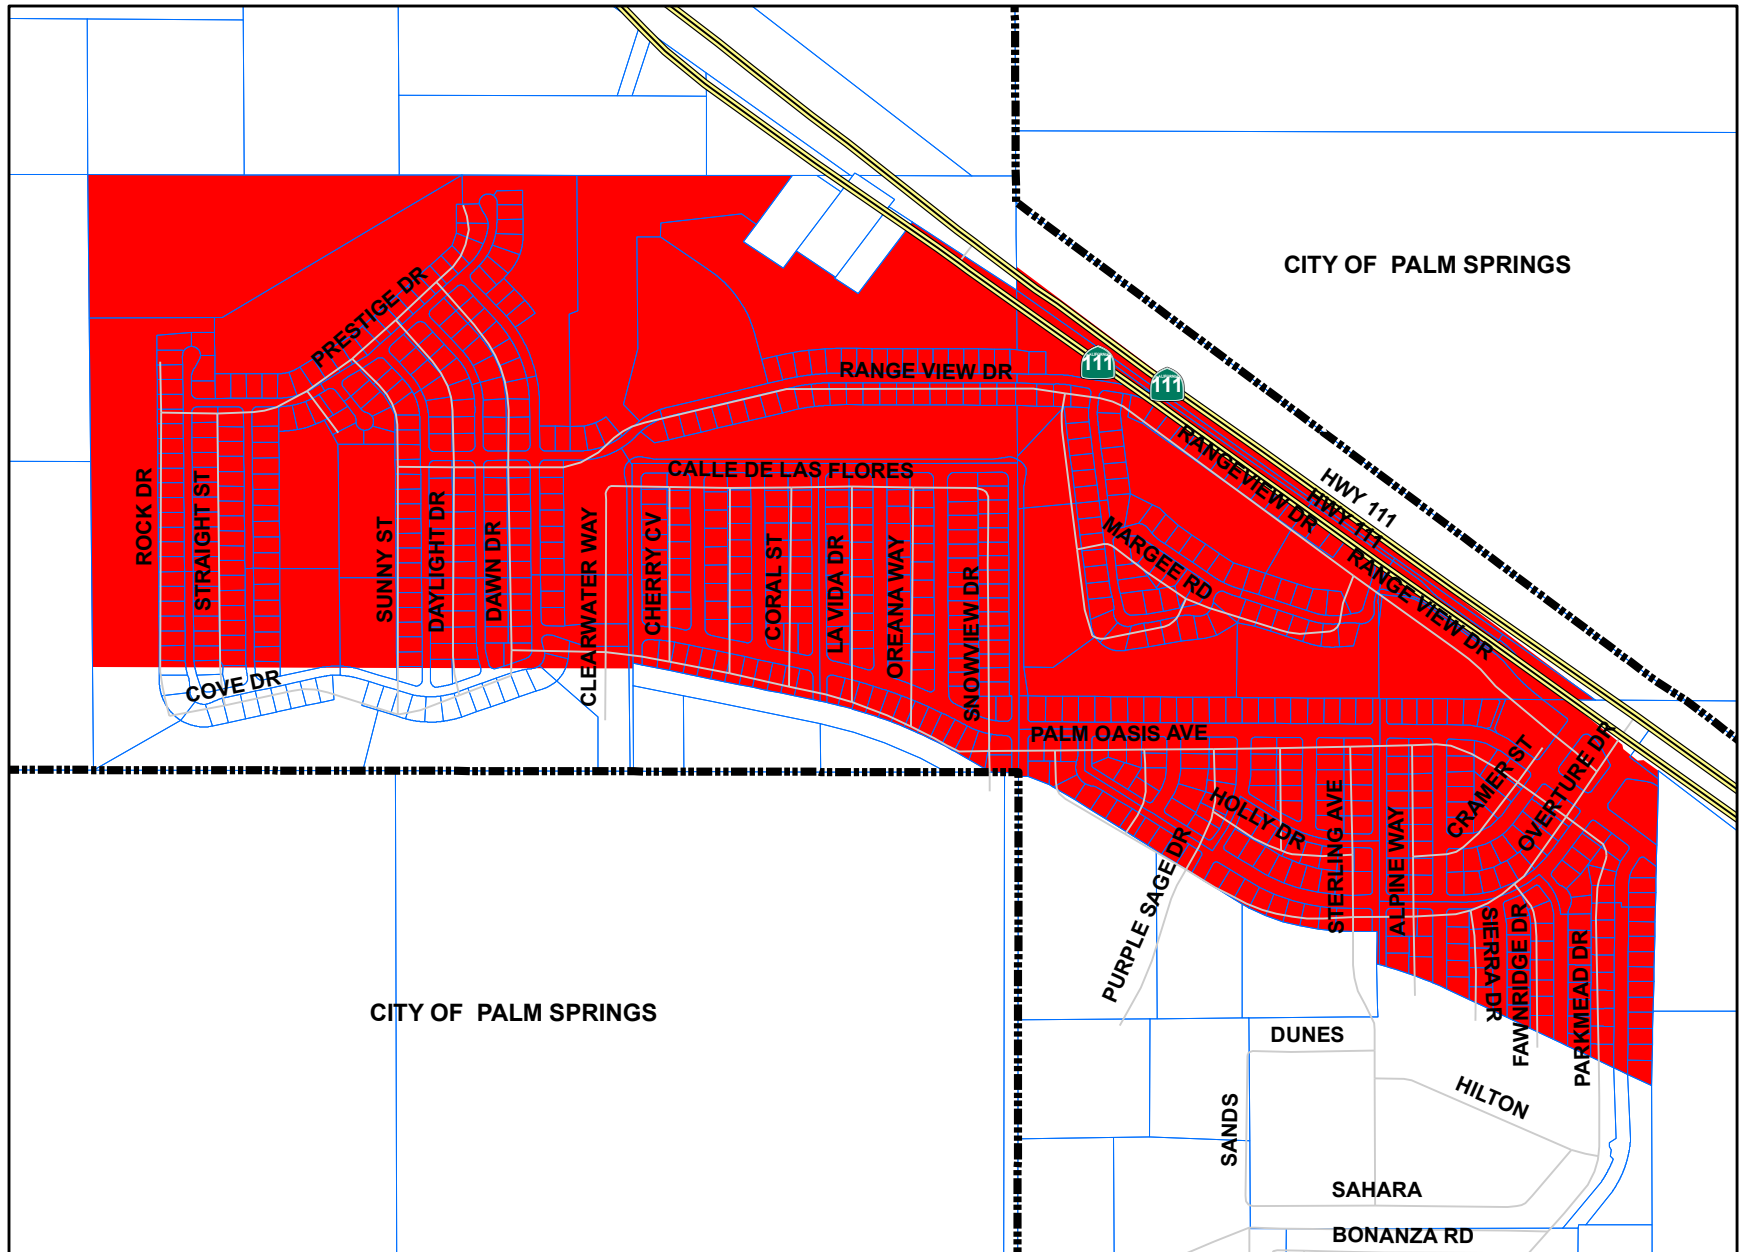 CITY OF PALM SPRINGS
PRESTIGE DR
RANGE VIEW DR
111
111
CALLE DE LAS FLORES
RANGEVIEW DR
HWY 111
HWY 111
RANGE VIEW DR
MARGEE RD
ROCK DR
STRAIGHT ST
SUNNY ST
DAYLIGHT DR
DAWN DR
CLEARWATER WAY
CHERRY CV
CORAL ST
LA VIDA DR
OREANA WAY
SNOWVIEW DR
COVE DR
PALM OASIS AVE
HOLLY DR
PURPLE SAGE DR
STERLING AVE
ALPINE WAY
CRAMER ST
OVERTURE DR
SIERRA DR
FAWNRIDGE DR
PARKMEAD DR
CITY OF PALM SPRINGS
DUNES
SANDS
HILTON
SAHARA
BONANZA RD